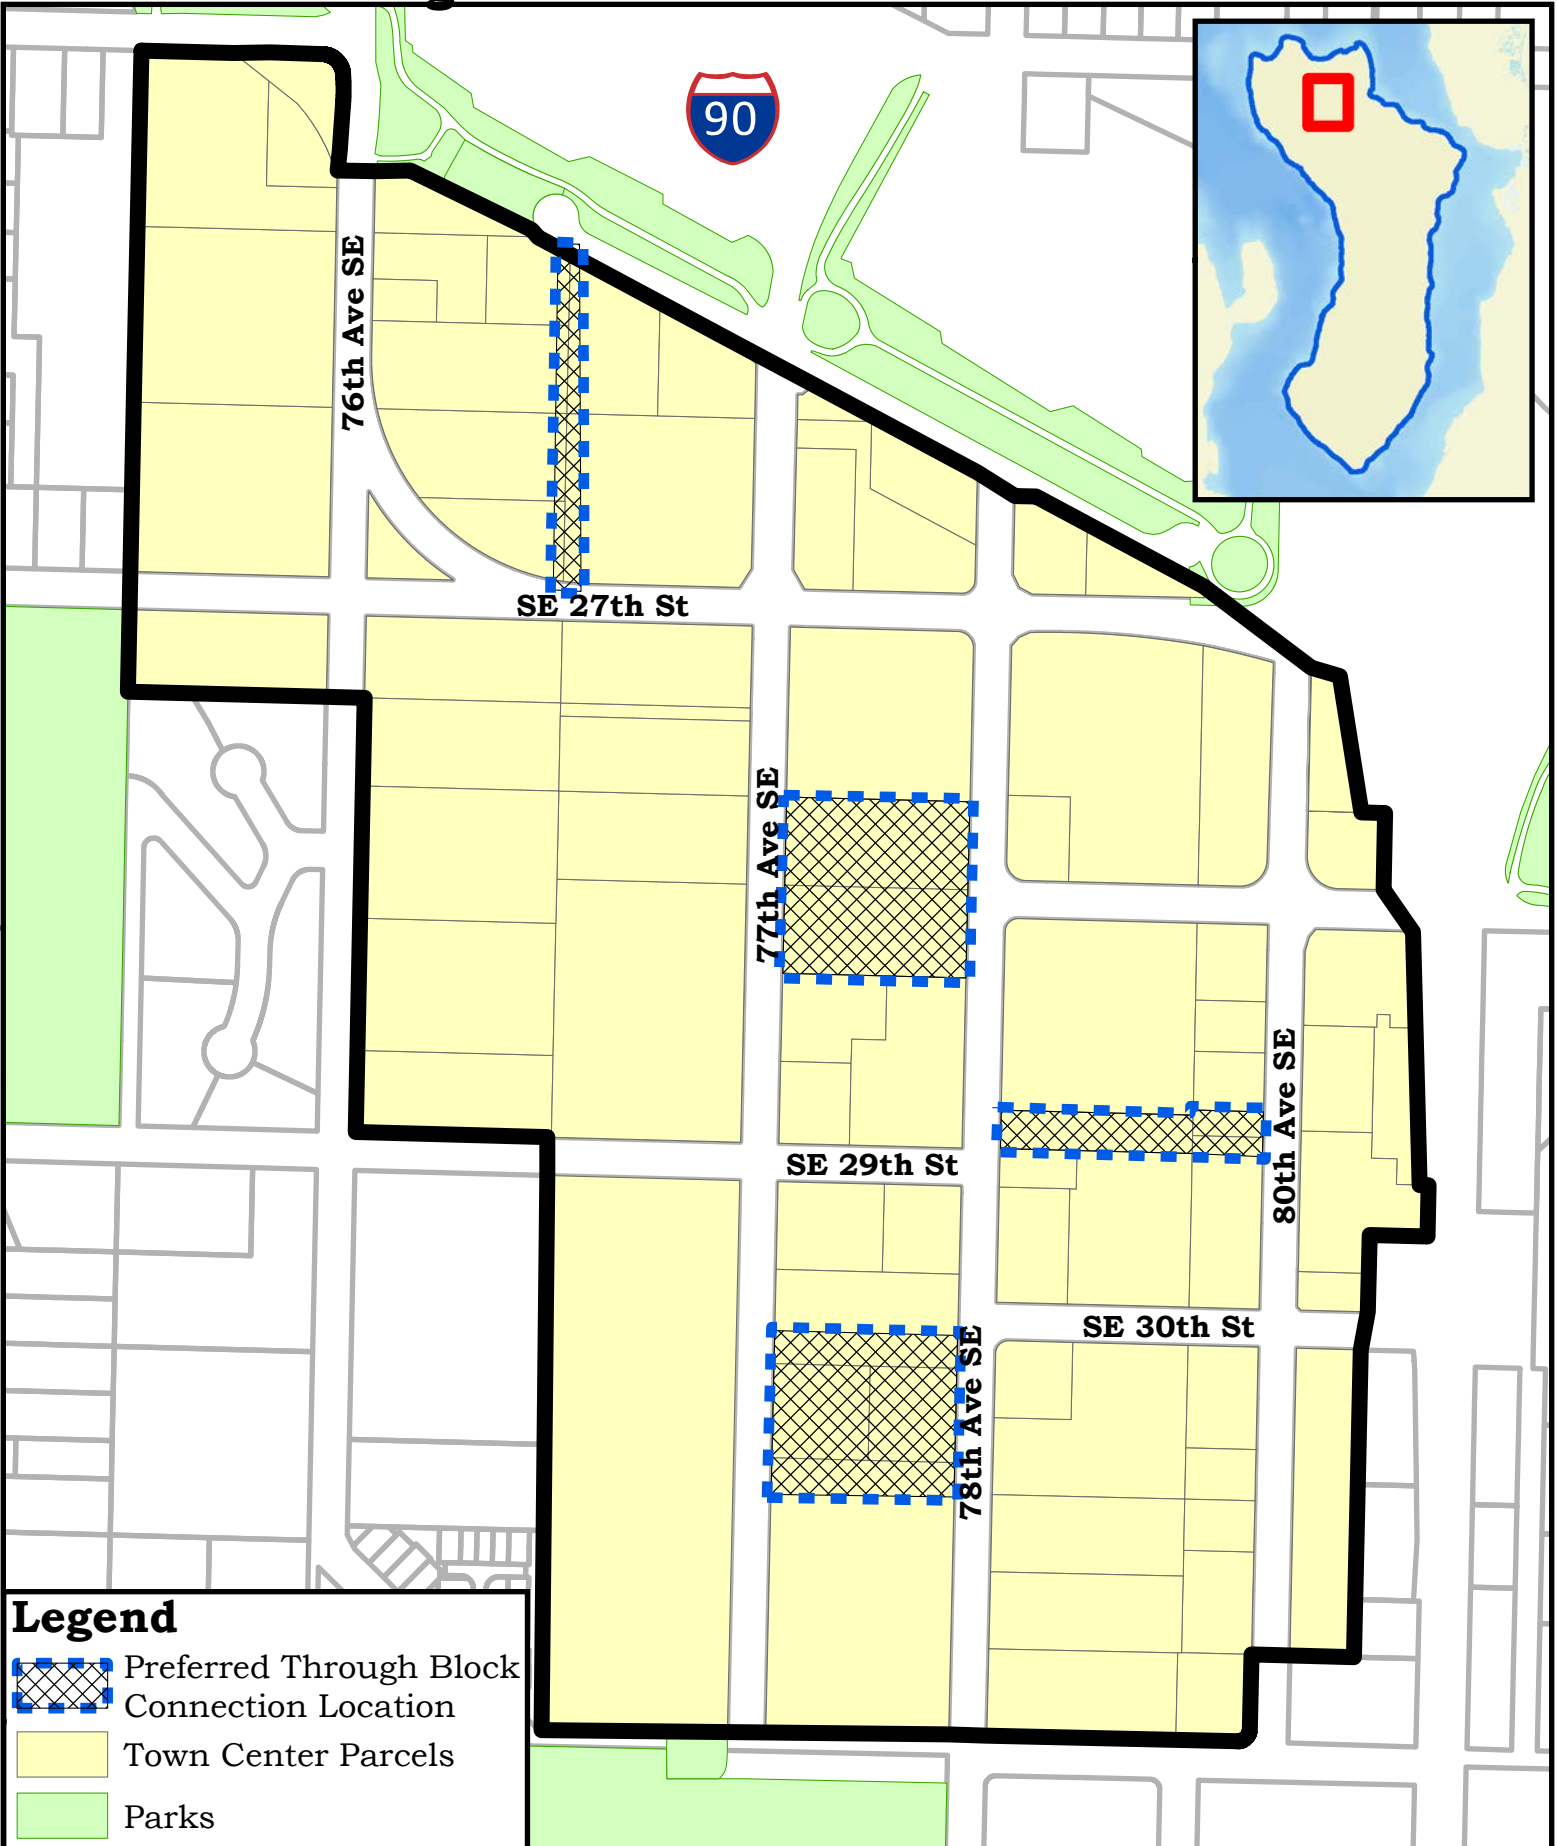 90
76th Ave SE
SE 27th St
77th Ave SE
80th Ave SE
SE 29th St
SE 30th St
78th Ave SE
Legend
Preferred Through Block
Connection Location
Town Center Parcels
Parks